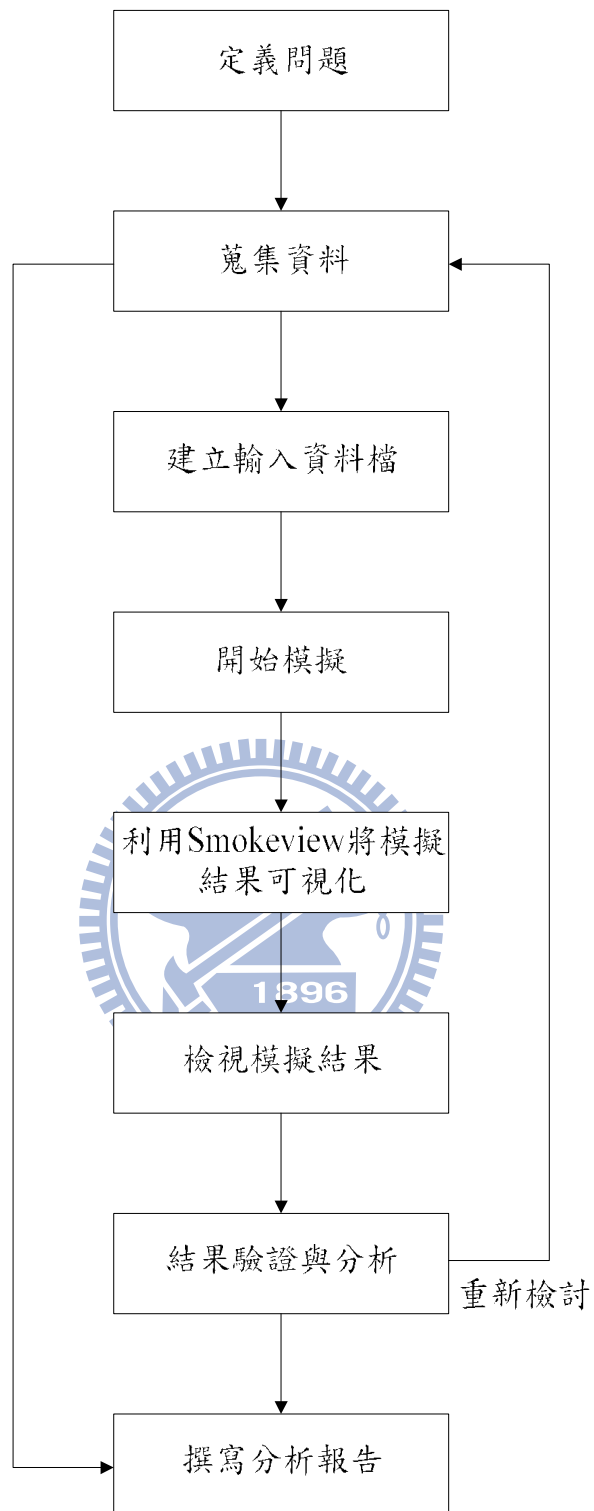 定義問題
蒐集資料
建立輸入資料檔
開始模擬
利用Smokeview將模擬
結果可視化
1896
檢視模擬結果
結果驗證與分析
重新檢討
撰寫分析報告